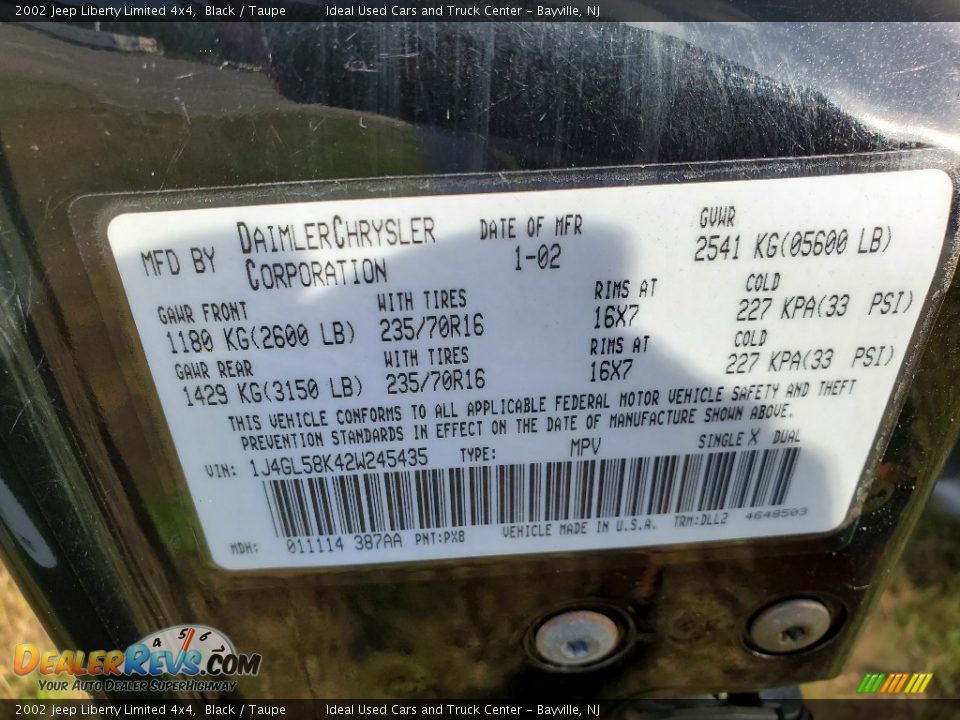 2002 Jeep Liberty Limited 4x4, Black / Taupe Ideal Used Cars and Truck Center - Bayville, NJ
MFD BY DAIMLERCHRYSLER CORPORATION DATE OF MFR 1-02 GVWR 2541 KG(05600 LB)
GAWR FRONT WITH TIRES RIMS AT COLD
1180 KG(2600 LB) 235/70R16 16X7 227 KPA(33 PSI)
GAWR REAR WITH TIRES RIMS AT COLD
1429 KG(3150 LB) 235/70R16 16X7 227 KPA(33 PSI)
THIS VEHICLE CONFORMS TO ALL APPLICABLE FEDERAL MOTOR VEHICLE SAFETY AND THEFT
PREVENTION STANDARDS IN EFFECT ON THE DATE OF MANUFACTURE SHOWN ABOVE.
VIN: 1J4GL58K42W245435 TYPE: MPV SINGLE X DUAL
MDH: 011114 387AA PNT:PX8 VEHICLE MADE IN U.S.A. TRM:DLL2 4648503
4 5 6
DEALERREVS.COM
Your Auto Dealer SuperHighway
2002 Jeep Liberty Limited 4x4, Black / Taupe Ideal Used Cars and Truck Center - Bayville, NJ